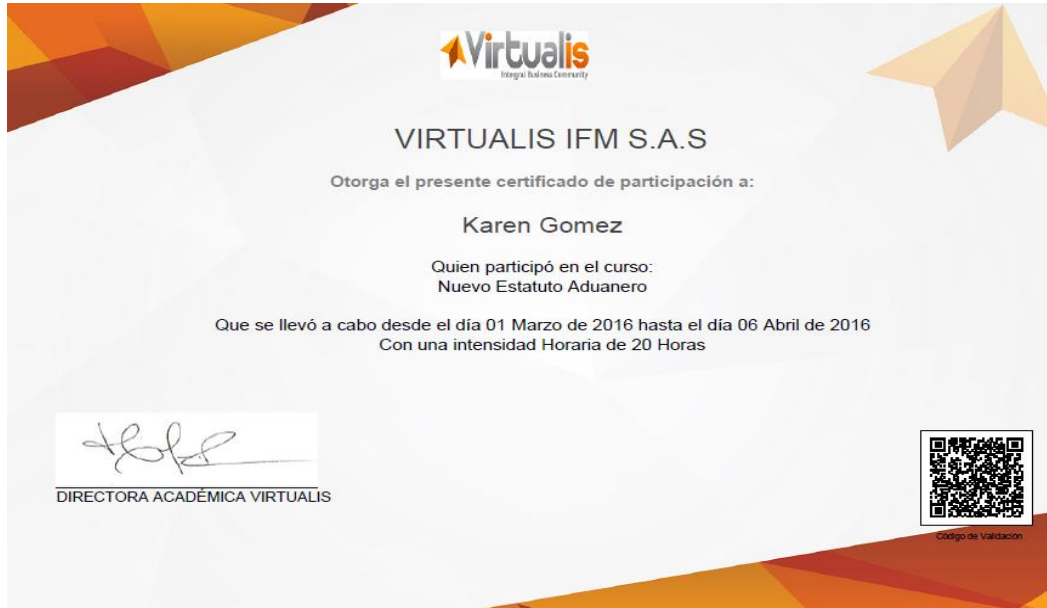 Virtualis
Integral Business Community
VIRTUALIS IFM S.A.S
Otorga el presente certificado de participación a:
Karen Gomez
Quien participó en el curso:
Nuevo Estatuto Aduanero
Que se llevó a cabo desde el día 01 Marzo de 2016 hasta el día 06 Abril de 2016
Con una intensidad Horaria de 20 Horas
DIRECTORA ACADÉMICA VIRTUALIS
Código de Validación